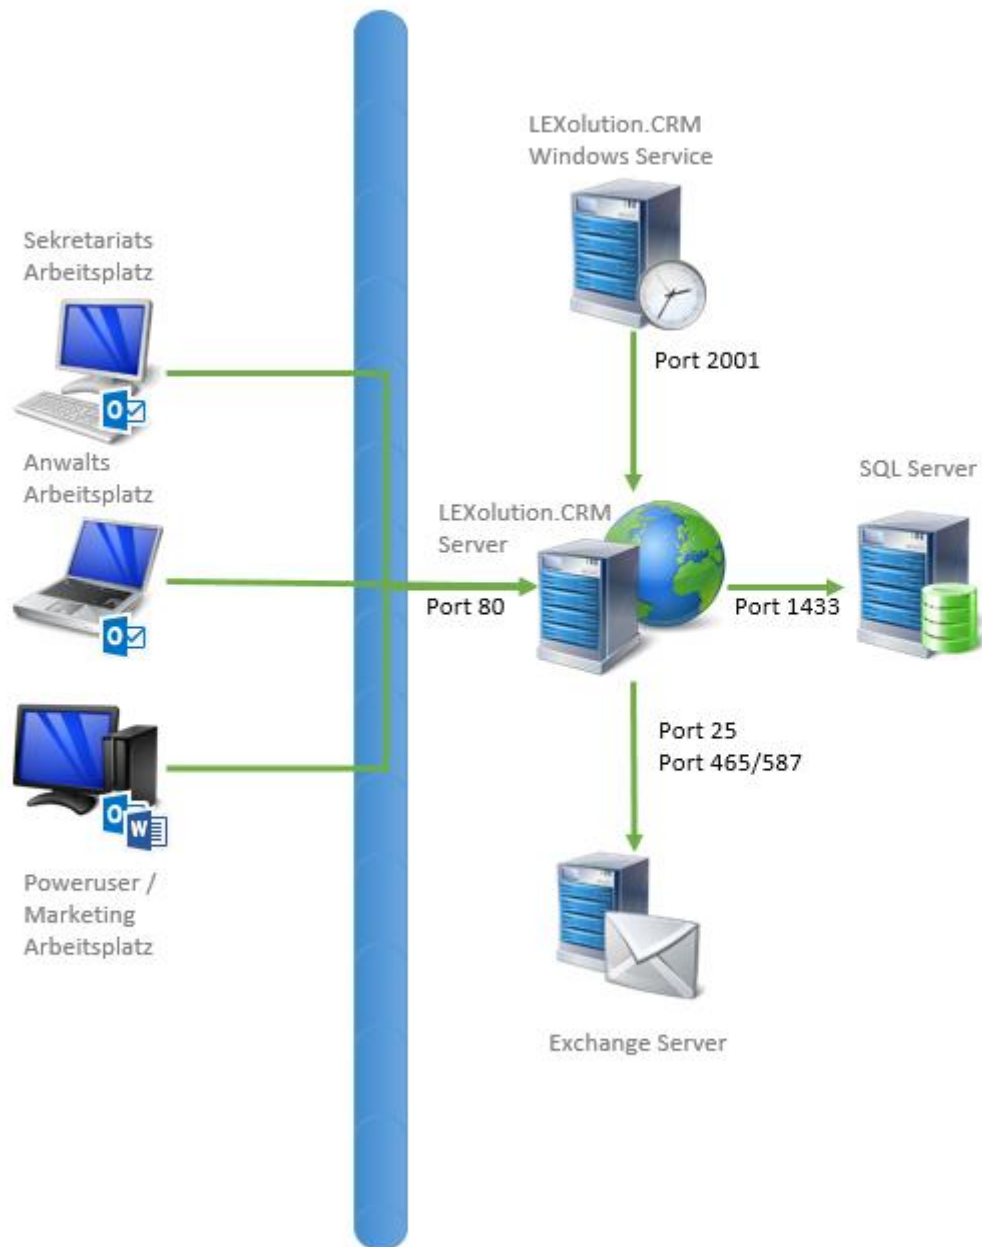 LEXolution.CRM
Windows Service
Sekretariats
Arbeitsplatz
Port 2001
Anwalts
Arbeitsplatz
SQL Server
LEXolution.CRM
Server
Port 80
Port 1433
Port 25
Port 465/587
Poweruser /
Marketing
Arbeitsplatz
Exchange Server
O
O
O
W